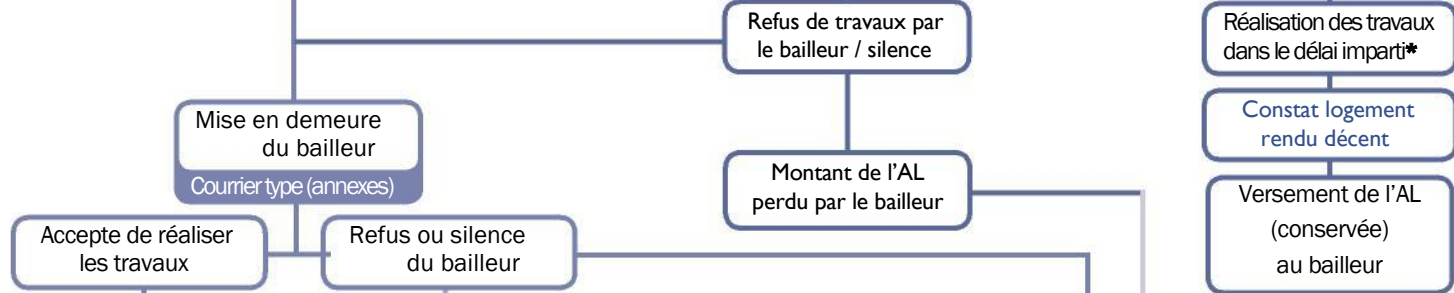 Refus de travaux par
le bailleur / silence
Réalisation des travaux
dans le délai imparti*
Mise en demeure
du bailleur
Courrier type (annexes)
Constat logement
rendu décent
Montant de l'AL
perdu par le bailleur
Versement de l'AL
(conservée)
au bailleur
Accepte de réaliser
les travaux
Refus ou silence
du bailleur